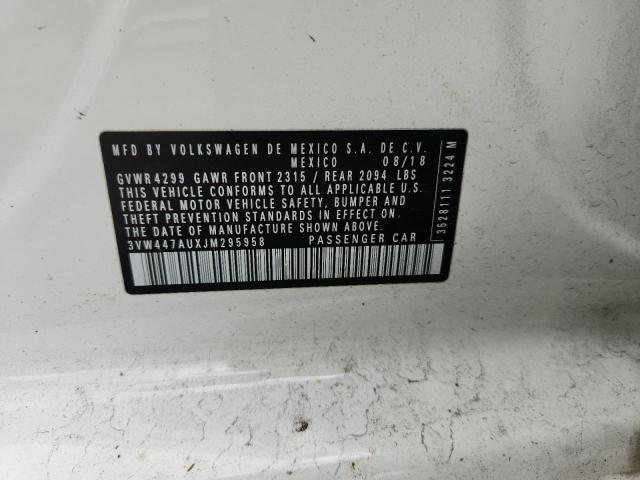 MFD BY VOLKSWAGEN DE MEXICO S.A. DE C.V.
MEXICO 08/18
GVWR 4299 GAWR FRONT 2315 / REAR 2094 LBS
THIS VEHICLE CONFORMS TO ALL APPLICABLE U.S.
FEDERAL MOTOR VEHICLE SAFETY, BUMPER AND
THEFT PREVENTION STANDARDS IN EFFECT ON
THE DATE OF MANUFACTURE SHOWN ABOVE.
3VW447AUXJM295958 PASSENGER CAR
3528111 3224 M